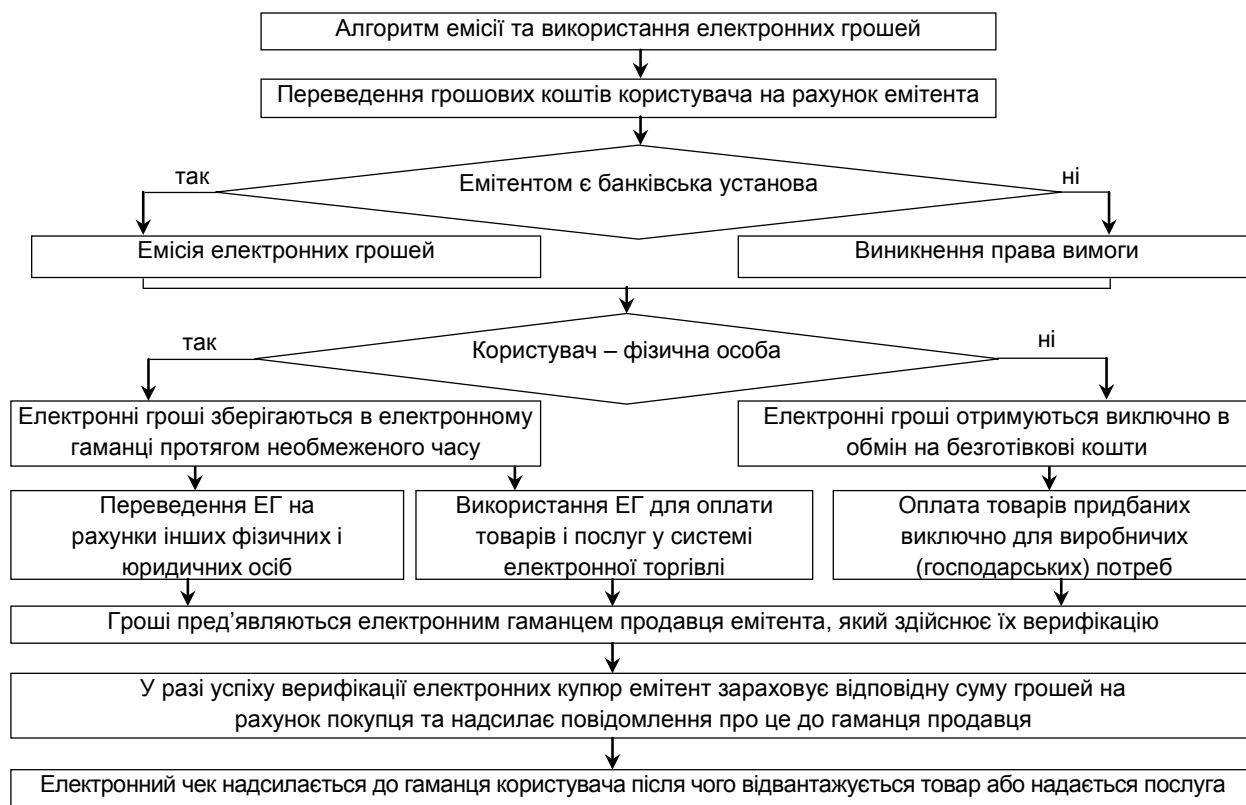 Алгоритм емісії та використання електронних грошей
Переведення грошових коштів користувача на рахунок емітента
так
Емітентом є банківська установа
ні
Емісія електронних грошей
Виникнення права вимоги
так
Користувач – фізична особа
ні
Електронні гроші зберігаються в електронному
гаманці протягом необмеженого часу
Електронні гроші отримуються виключно в
обмін на безготівкові кошти
Переведення ЕГ на
рахунки інших фізичних і
юридичних осіб
Використання ЕГ для оплати
товарів і послуг у системі
електронної торгівлі
Оплата товарів придбаних
виключно для виробничих
(господарських) потреб
Гроші пред’являються електронним гаманцем продавця емітента, який здійснює їх верифікацію
У разі успіху верифікації електронних купюр емітент зараховує відповідну суму грошей на
рахунок покупця та надсилає повідомлення про це до гаманця продавця
Електронний чек надсилається до гаманця користувача після чого відвантажується товар або надається послуга